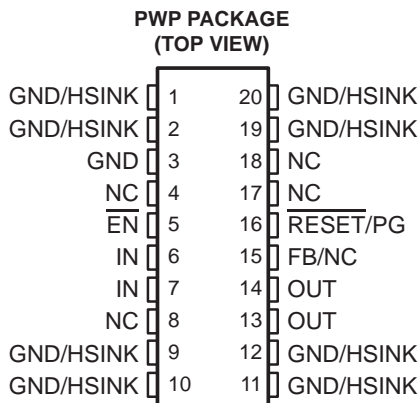 PWP PACKAGE
(TOP VIEW)
GND/HSINK 1 20 GND/HSINK
GND/HSINK 2 19 GND/HSINK
GND 3 18 NC
NC 4 17 NC
EN 5 16 RESET/PG
IN 6 15 FB/NC
IN 7 14 OUT
NC 8 13 OUT
GND/HSINK 9 12 GND/HSINK
GND/HSINK 10 11 GND/HSINK